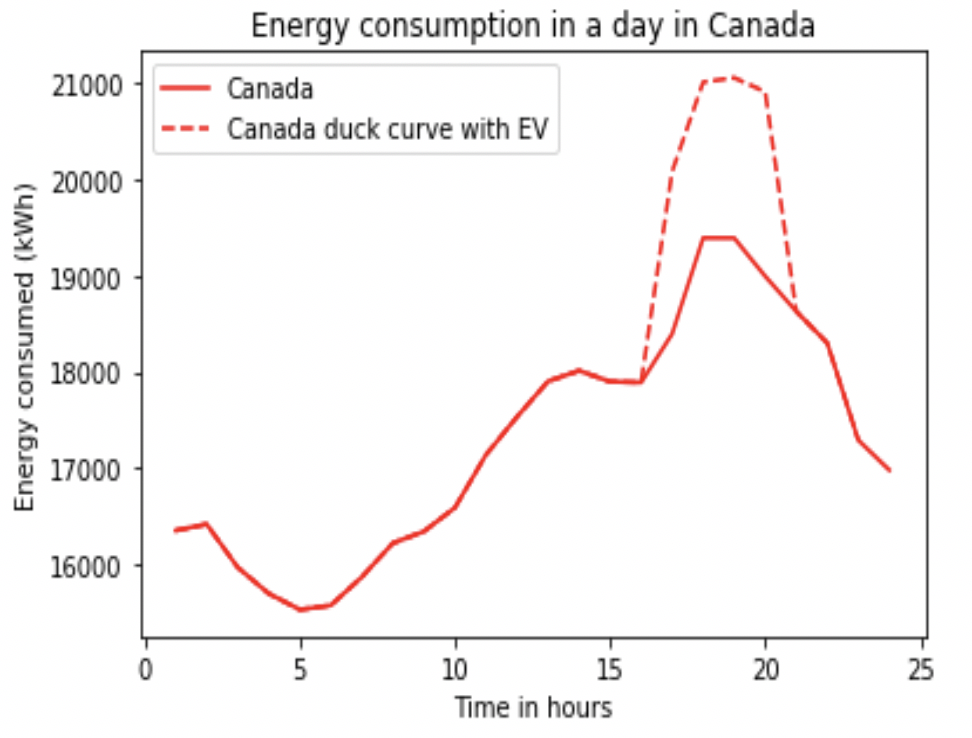 Energy consumption in a day in Canada
Canada
Canada duck curve with EV
Energy consumed (kWh)
21000
20000
19000
18000
17000
16000
0 5 10 15 20 25
Time in hours